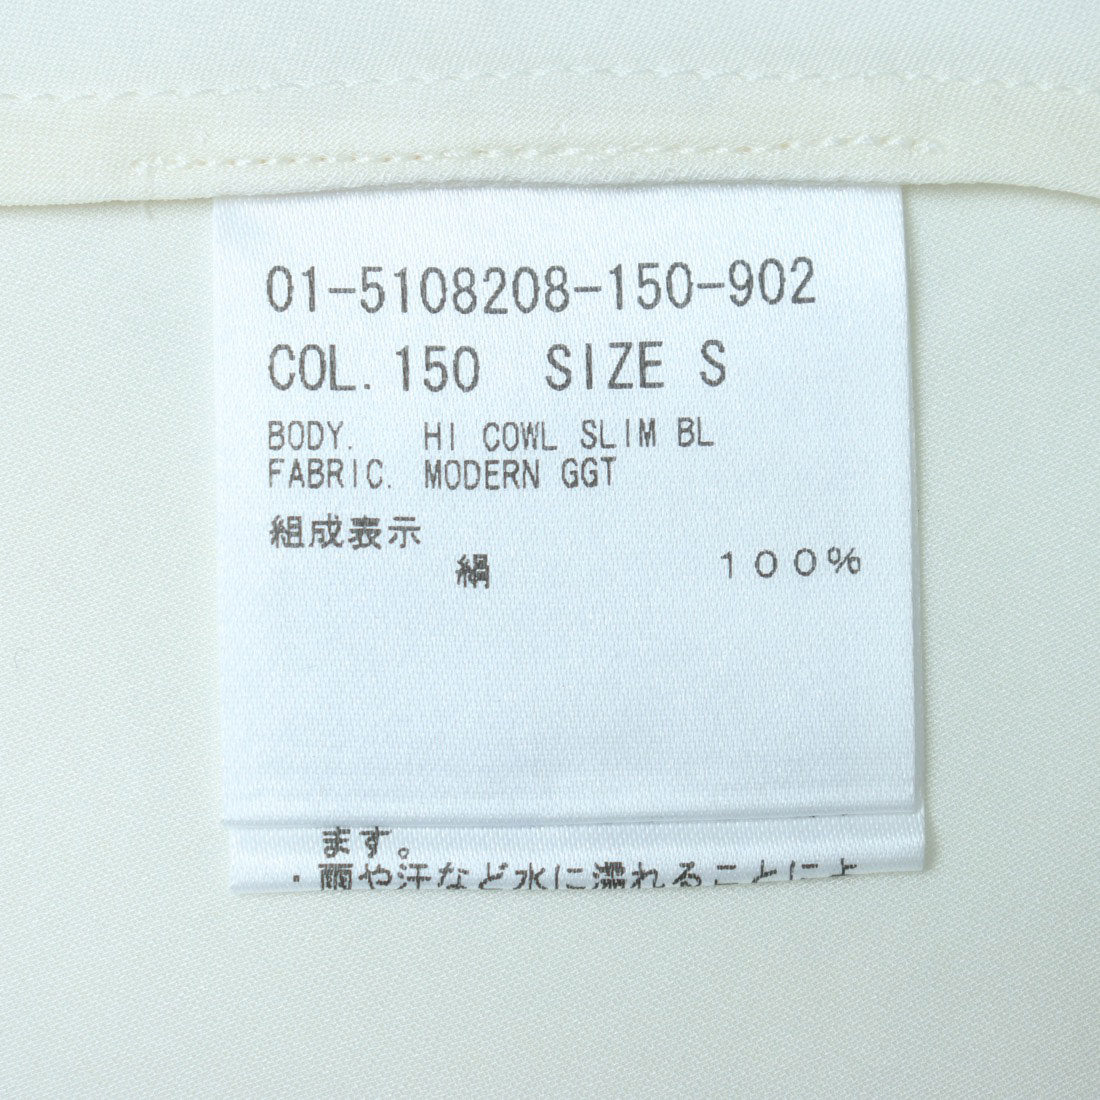 01-5108208-150-902
COL. 150 SIZE S
BODY. HI COWL SLIM BL
FABRIC. MODERN GGT
組成表示
絹 １００％
ます。
・雨や汗など水に濡れることによ